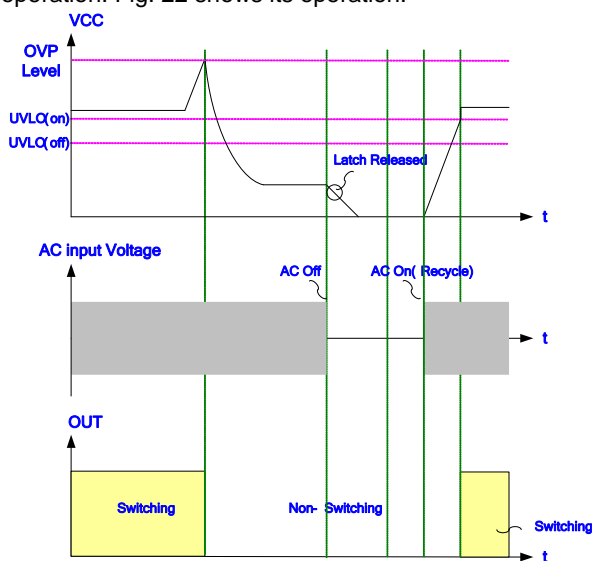 operation. Fig. 22 shows its operation.
VCC
OVP
Level
UVLO(on)
UVLO(off)
Latch Released
t
AC input Voltage
AC Off
AC On( Recycle)
t
OUT
Switching
Non- Switching
Switching
t